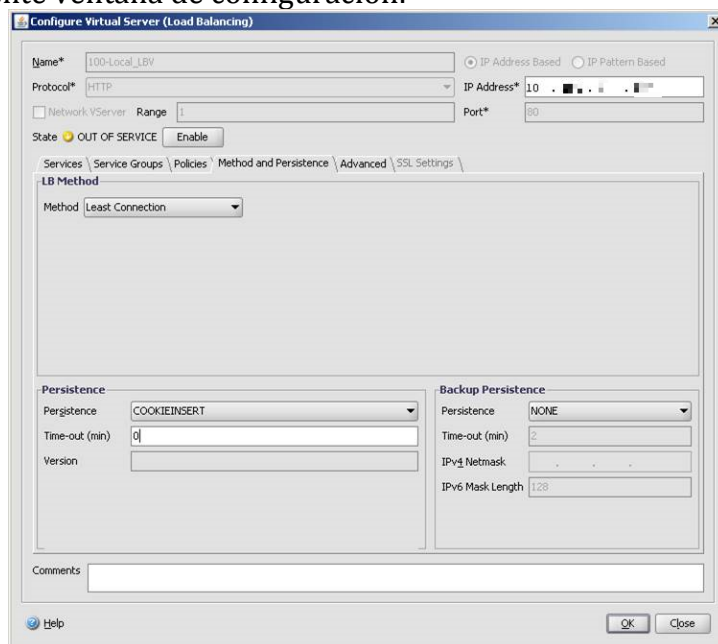 ente ventana de configuración:
Configure Virtual Server (Load Balancing)
Name* 100-Local_LBV IP Address Based IP Pattern Based
Protocol* HTTP IP Address* 10 . . .
Network VServer Range 1 Port* 80
State OUT OF SERVICE Enable
Services Service Groups Policies Method and Persistence Advanced SSL Settings
LB Method
Method Least Connection
Persistence Backup Persistence
Persistence COOKIEINSERT Persistence NONE
Time-out (min) 0 Time-out (min) 2
Version IPv4 Netmask . . .
IPv6 Mask Length 128
Comments
Help OK Close